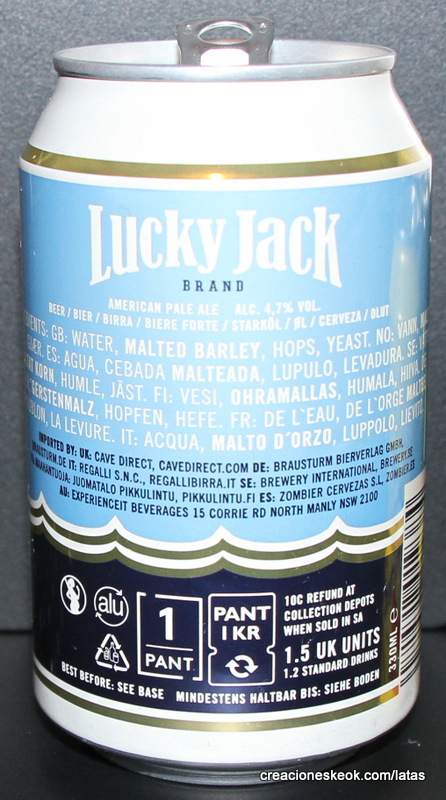 Lucky Jack
BRAND
AMERICAN PALE ALE ALC. 4,7% VOL.
BEER / BIER / BIRRA / BIERE FORTE / STARKÖL / ØL / CERVEZA / OLUT
GB: WATER, MALTED BARLEY, HOPS, YEAST. NO: VANN,
ES: AGUA, CEBADA MALTEADA, LUPULO, LEVADURA. SE:
KORN, HUMLE, JÄST. FI: VESI, OHRAMALLAS, HUMALA, HIIVA.
GERSTENMALZ, HOPFEN, HEFE. FR: DE L'EAU, DE L'ORGE
LA LEVURE. IT: ACQUA, MALTO D'ORZO, LUPPOLO,
IMPORTED BY: UK: CAVE DIRECT, CAVEDIRECT.COM DE: BRAUSTURM BIERVERLAG GMBH,
BRAUSTURM.DE IT: REGALLI S.N.C., REGALLIBIRRA.IT SE: BREWERY INTERNATIONAL, BREWERY.SE
JUOMATALO PIKKULINTU, PIKKULINTU.FI ES: ZOMBIER CERVEZAS S.L, ZOMBIER.ES
AU: EXPERIENCEIT BEVERAGES 15 CORRIE RD NORTH MANLY NSW 2100
alu
1
PANT
PANT
1 KR
10C REFUND AT
COLLECTION DEPOTS
WHEN SOLD IN SA
1.5 UK UNITS
1.2 STANDARD DRINKS
330ML e
BEST BEFORE: SEE BASE MINDESTENS HALTBAR BIS: SIEHE BODEN
creacioneskeok.com/latas